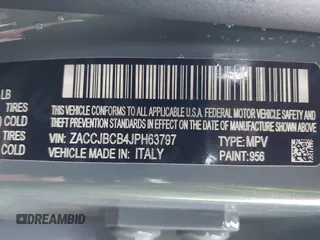 LB
TIRES
) COLD
TIRES
COLD
THIS VEHICLE CONFORMS TO ALL APPLICABLE U.S.A. FEDERAL MOTOR VEHICLE SAFETY AND
THEFT PREVENTION STANDARDS IN EFFECT ON THE DATE OF MANUFACTURE SHOWN ABOVE.
VIN: ZACCJBCB4JPH63797 TYPE: MPV
VEHICLE MADE IN: ITALY PAINT: 956
@DREAMBID